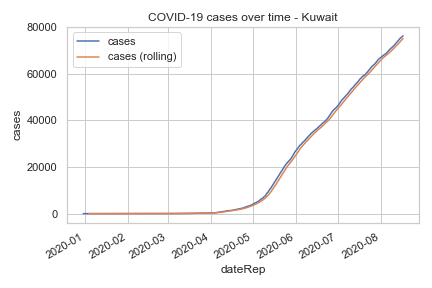 COVID-19 cases over time - Kuwait
cases
cases (rolling)
80000
60000
40000
20000
0
cases
2020-01
2020-02
2020-03
2020-04
2020-05
2020-06
2020-07
2020-08
dateRep